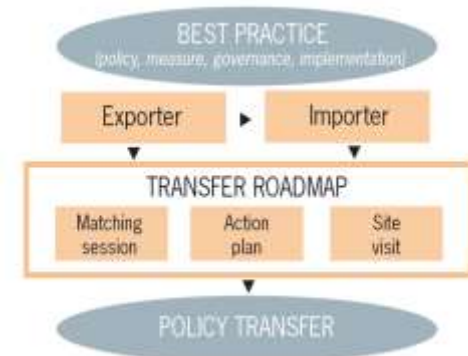 BEST PRACTICE
(policy, measure, governance, implementation)
Exporter
Importer
TRANSFER ROADMAP
Matching
session
Action
plan
Site
visit
POLICY TRANSFER